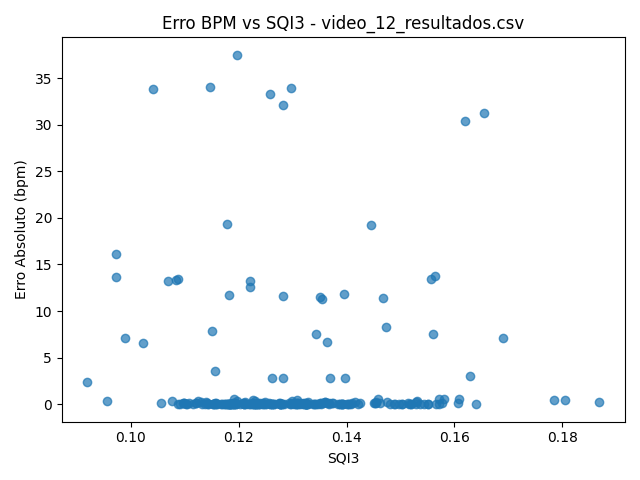 Erro BPM vs SQI3 - video_12_resultados.csv
Erro Absoluto (bpm)
35
30
25
20
15
10
5
0
0.10 0.12 0.14 0.16 0.18
SQI3